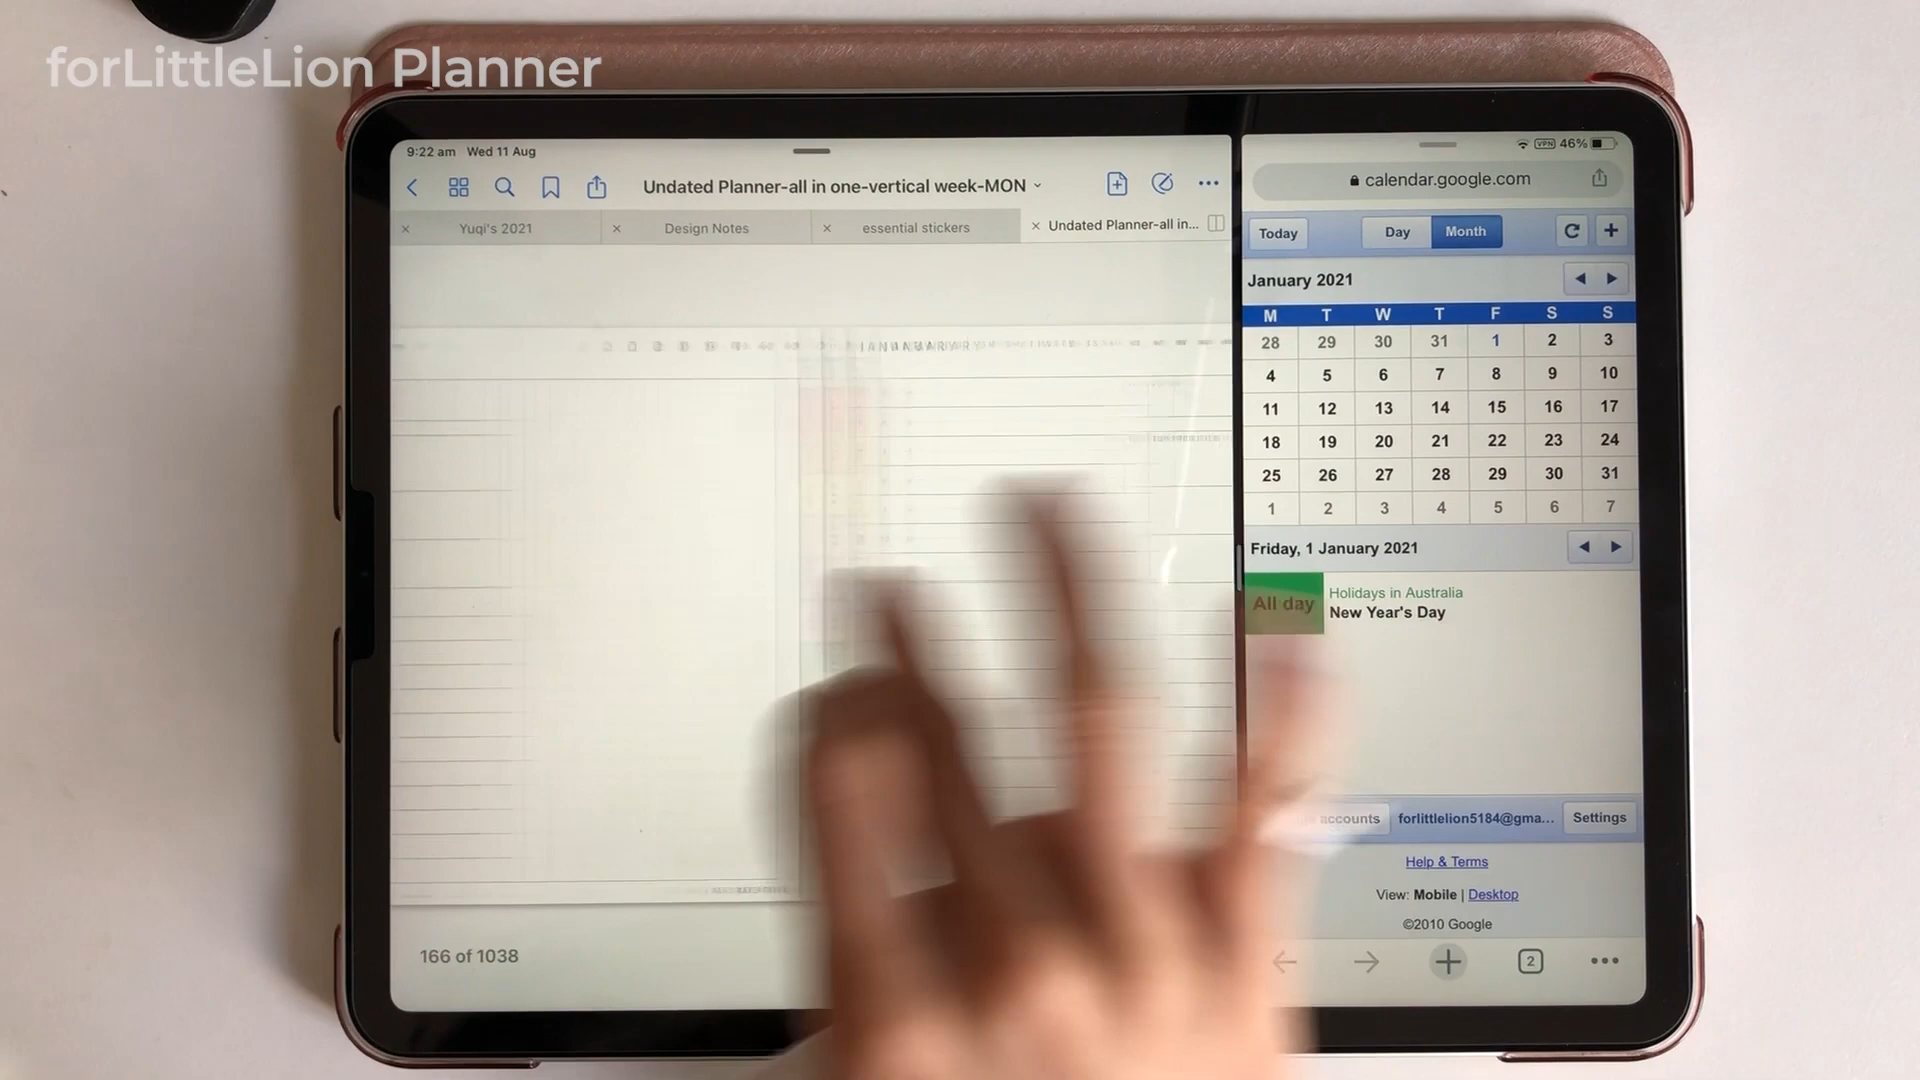 forLittleLion Planner
9:22 am Wed 11 Aug
Undated Planner-all in one-vertical week-MON
Yuqi's 2021
Design Notes
essential stickers
Undated Planner-all in...
166 of 1038
VPN 46%
calendar.google.com
Today Day Month
January 2021
M T W T F S S
28 29 30 31 1 2 3
4 5 6 7 8 9 10
11 12 13 14 15 16 17
18 19 20 21 22 23 24
25 26 27 28 29 30 31
1 2 3 4 5 6 7
Friday, 1 January 2021
All day
Holidays in Australia
New Year's Day
accounts forlittlelion5184@gma... Settings
Help & Terms
View: Mobile | Desktop
©2010 Google
2